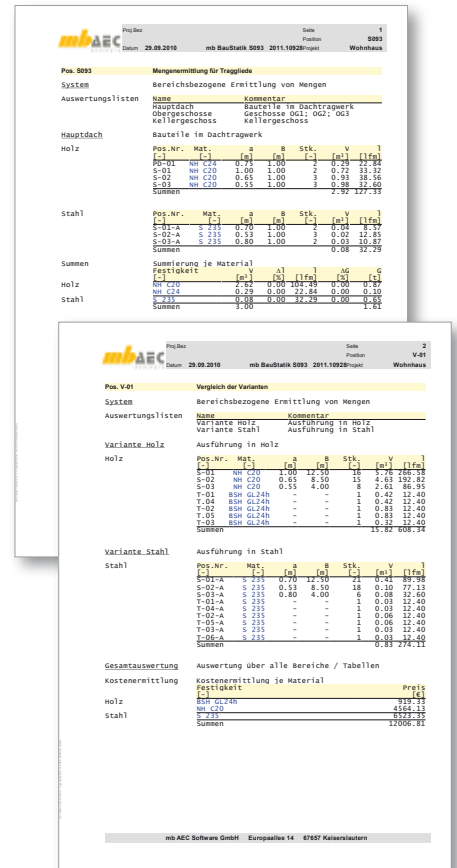 mb AEC Proj.Bez Seite 1
Position S093
Datum 29.09.2010 mb BauStatik S093 2011.10928 Projekt Wohnhaus
Pos. S093 Mengenermittlung für Tragglieder
System Bereichsbezogene Ermittlung von Mengen
Auswertungslisten Name Kommentar
Hauptdach Bauteile im Dachtragwerk
Obergeschosse Geschosse OG1; OG2; OG3
Kellergeschoss Kellergeschoss
Hauptdach Bauteile im Dachtragwerk
Holz Pos.Nr. Mat. a B Stk. V l
[-] [-] [m] [m] [-] [m³] [lfm]
PD-01 NH C24 0.75 1.00 2 0.29 22.84
S-01 NH C20 1.00 1.00 2 0.72 33.32
S-02 NH C20 0.65 1.00 3 0.93 38.56
S-03 NH C20 0.55 1.00 3 0.98 32.60
Summen 2.92 127.33
Stahl Pos.Nr. Mat. a B Stk. V l
[-] [-] [m] [m] [-] [m³] [lfm]
S-01-A S 235 0.70 1.00 2 0.04 8.57
S-02-A S 235 0.53 1.00 3 0.02 12.85
S-03-A S 235 0.80 1.00 2 0.03 10.87
Summen 0.08 32.29
Summen Summierung je Material
Festigkeit V Δl l ΔG G
[-] [m³] [%] [lfm] [%] [t]
Holz NH C20 2.62 0.00 104.49 0.00 0.87
NH C24 0.29 0.00 22.84 0.00 0.10
Stahl S 235 0.08 0.00 32.29 0.00 0.65
Summen 3.00 1.61
mb AEC Proj.Bez Seite 2
Position V-01
Datum 29.09.2010 mb BauStatik S093 2011.10928 Projekt Wohnhaus
Pos. V-01 Vergleich der Varianten
System Bereichsbezogene Ermittlung von Mengen
Auswertungslisten Name Kommentar
Variante Holz Ausführung in Holz
Variante Stahl Ausführung in Stahl
Variante Holz Ausführung in Holz
Holz Pos.Nr. Mat. a B Stk. V l
[-] [-] [m] [m] [-] [m³] [lfm]
S-01 NH C20 1.00 12.50 16 5.76 266.58
S-02 NH C20 0.65 8.50 15 4.63 192.82
S-03 NH C20 0.55 4.00 8 2.61 86.95
T-01 BSH GL24h - - 1 0.42 12.40
T.04 BSH GL24h - - 1 0.42 12.40
T-02 BSH GL24h - - 1 0.83 12.40
T.05 BSH GL24h - - 1 0.83 12.40
T-03 BSH GL24h - - 1 0.32 12.40
Summen 15.82 608.34
Variante Stahl Ausführung in Stahl
Stahl Pos.Nr. Mat. a B Stk. V l
[-] [-] [m] [m] [-] [m³] [lfm]
S-01-A S 235 0.70 12.50 21 0.41 89.98
S-02-A S 235 0.53 8.50 18 0.10 77.13
S-03-A S 235 0.80 4.00 6 0.08 32.60
T-01-A S 235 - - 1 0.03 12.40
T-04-A S 235 - - 1 0.03 12.40
T-02-A S 235 - - 1 0.06 12.40
T-05-A S 235 - - 1 0.06 12.40
T-03-A S 235 - - 1 0.03 12.40
T-06-A S 235 - - 1 0.03 12.40
Summen 0.83 274.11
Gesamtauswertung Auswertung über alle Bereiche / Tabellen
Kostenermittlung Kostenermittlung je Material
Festigkeit Preis
[-] [€]
Holz BSH GL24h 919.33
NH C20 4564.13
Stahl S 235 6523.35
Summen 12006.81
mb AEC Software GmbH Europaallee 14 67657 Kaiserslautern